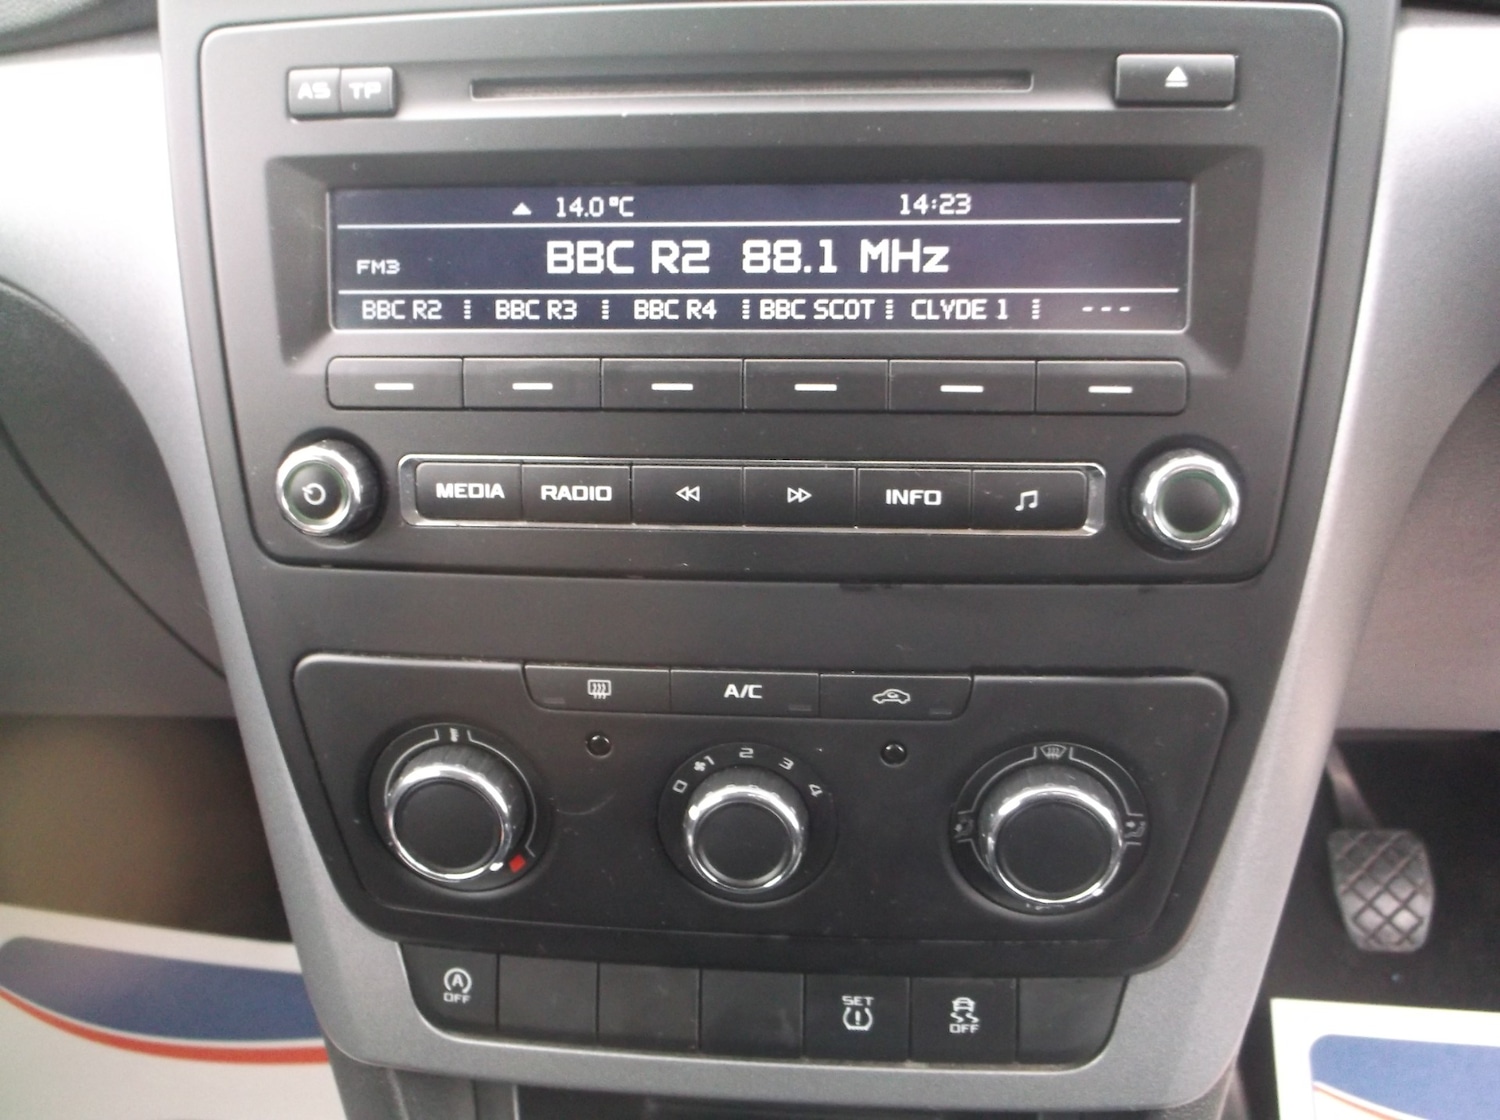 AS TP
14.0°C 14:23
FM3 BBC R2 88.1 MHz
BBC R2 BBC R3 BBC R4 BBC SCOT CLYDE 1 ---
MEDIA RADIO INFO
A/C
0 1 2 3 4
A OFF
SET
OFF